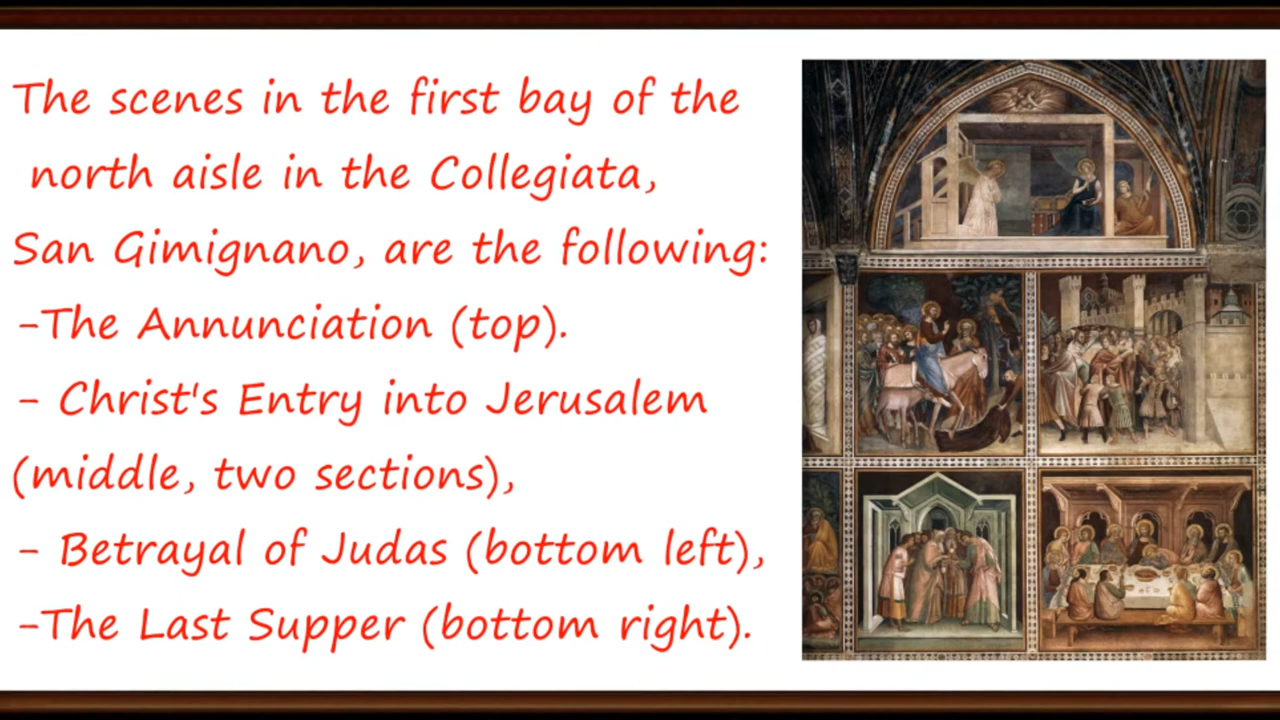 The scenes in the first bay of the
north aisle in the Collegiata,
San Gimignano, are the following:
-The Annunciation (top).
- Christ's Entry into Jerusalem
(middle, two sections),
- Betrayal of Judas (bottom left),
-The Last Supper (bottom right).